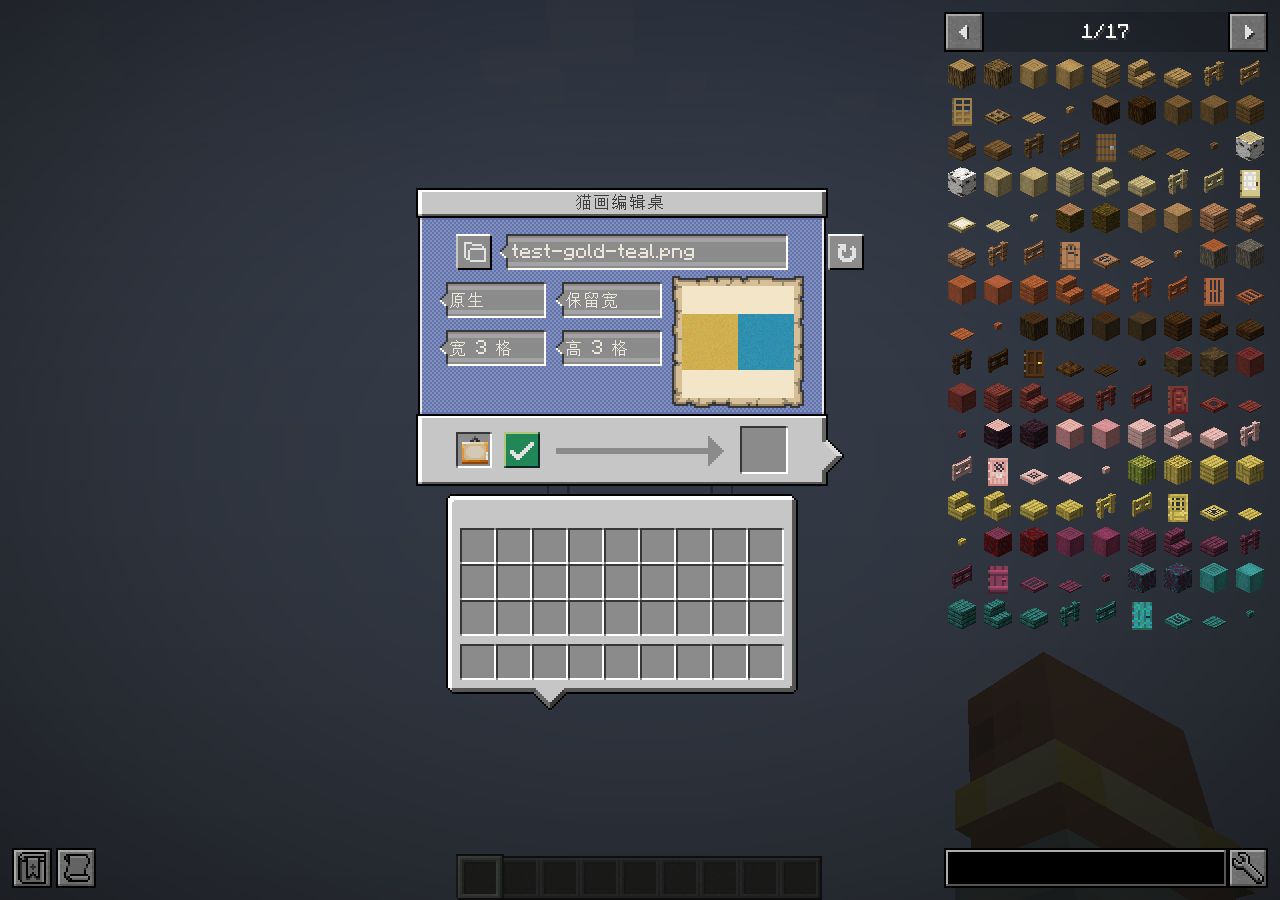 1/17
猫画编辑桌
test-gold-teal.png
原生
保留宽
宽 3 格
高 3 格